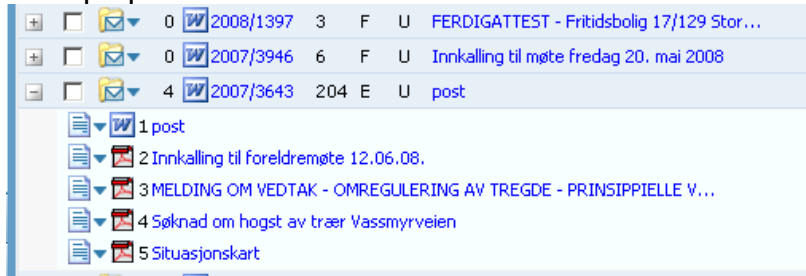 0 2008/1397 3 F U FERDIGATTEST - Fritidsbolig 17/129 Stor...
0 2007/3946 6 F U Innkalling til møte fredag 20. mai 2008
4 2007/3643 204 E U post
1 post
2 Innkalling til foreldremøte 12.06.08.
3 MELDING OM VEDTAK - OMREGULERING AV TREGDE - PRINSIPPIELLE V...
4 Søknad om hogst av trær Vassmyrveien
5 Situasjonskart